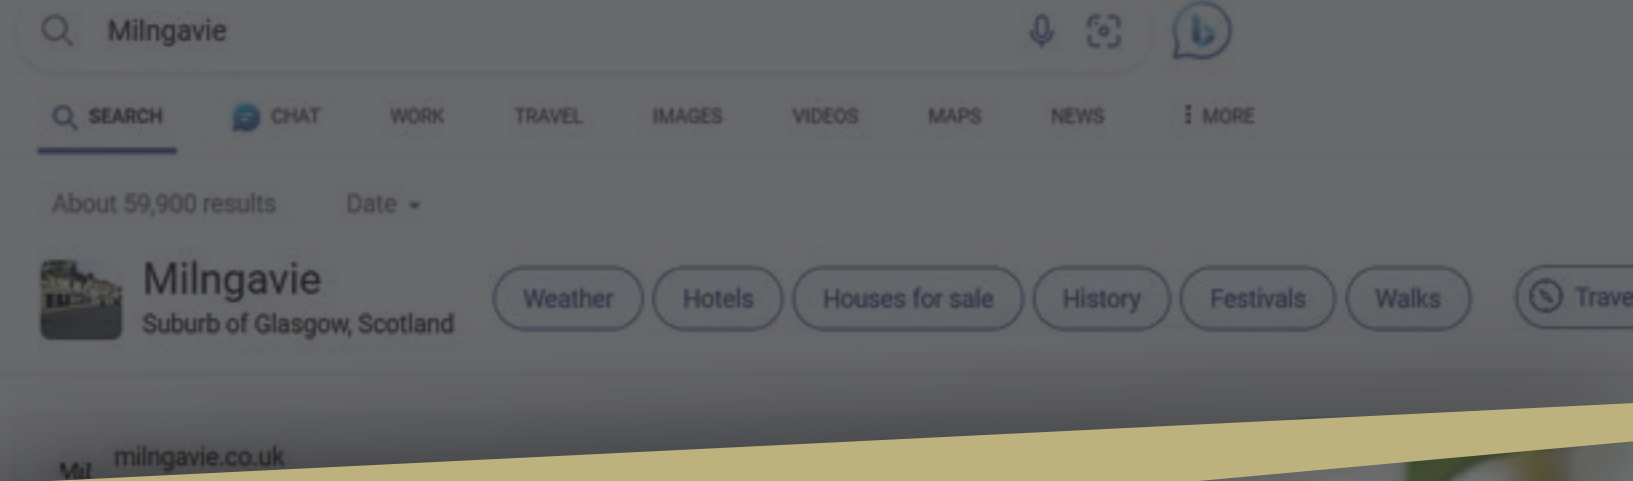 Milngavie
SEARCH CHAT WORK TRAVEL IMAGES VIDEOS MAPS NEWS MORE
About 59,900 results Date
Milngavie
Suburb of Glasgow, Scotland
Weather Hotels Houses for sale History Festivals Walks Trave
milngavie.co.uk